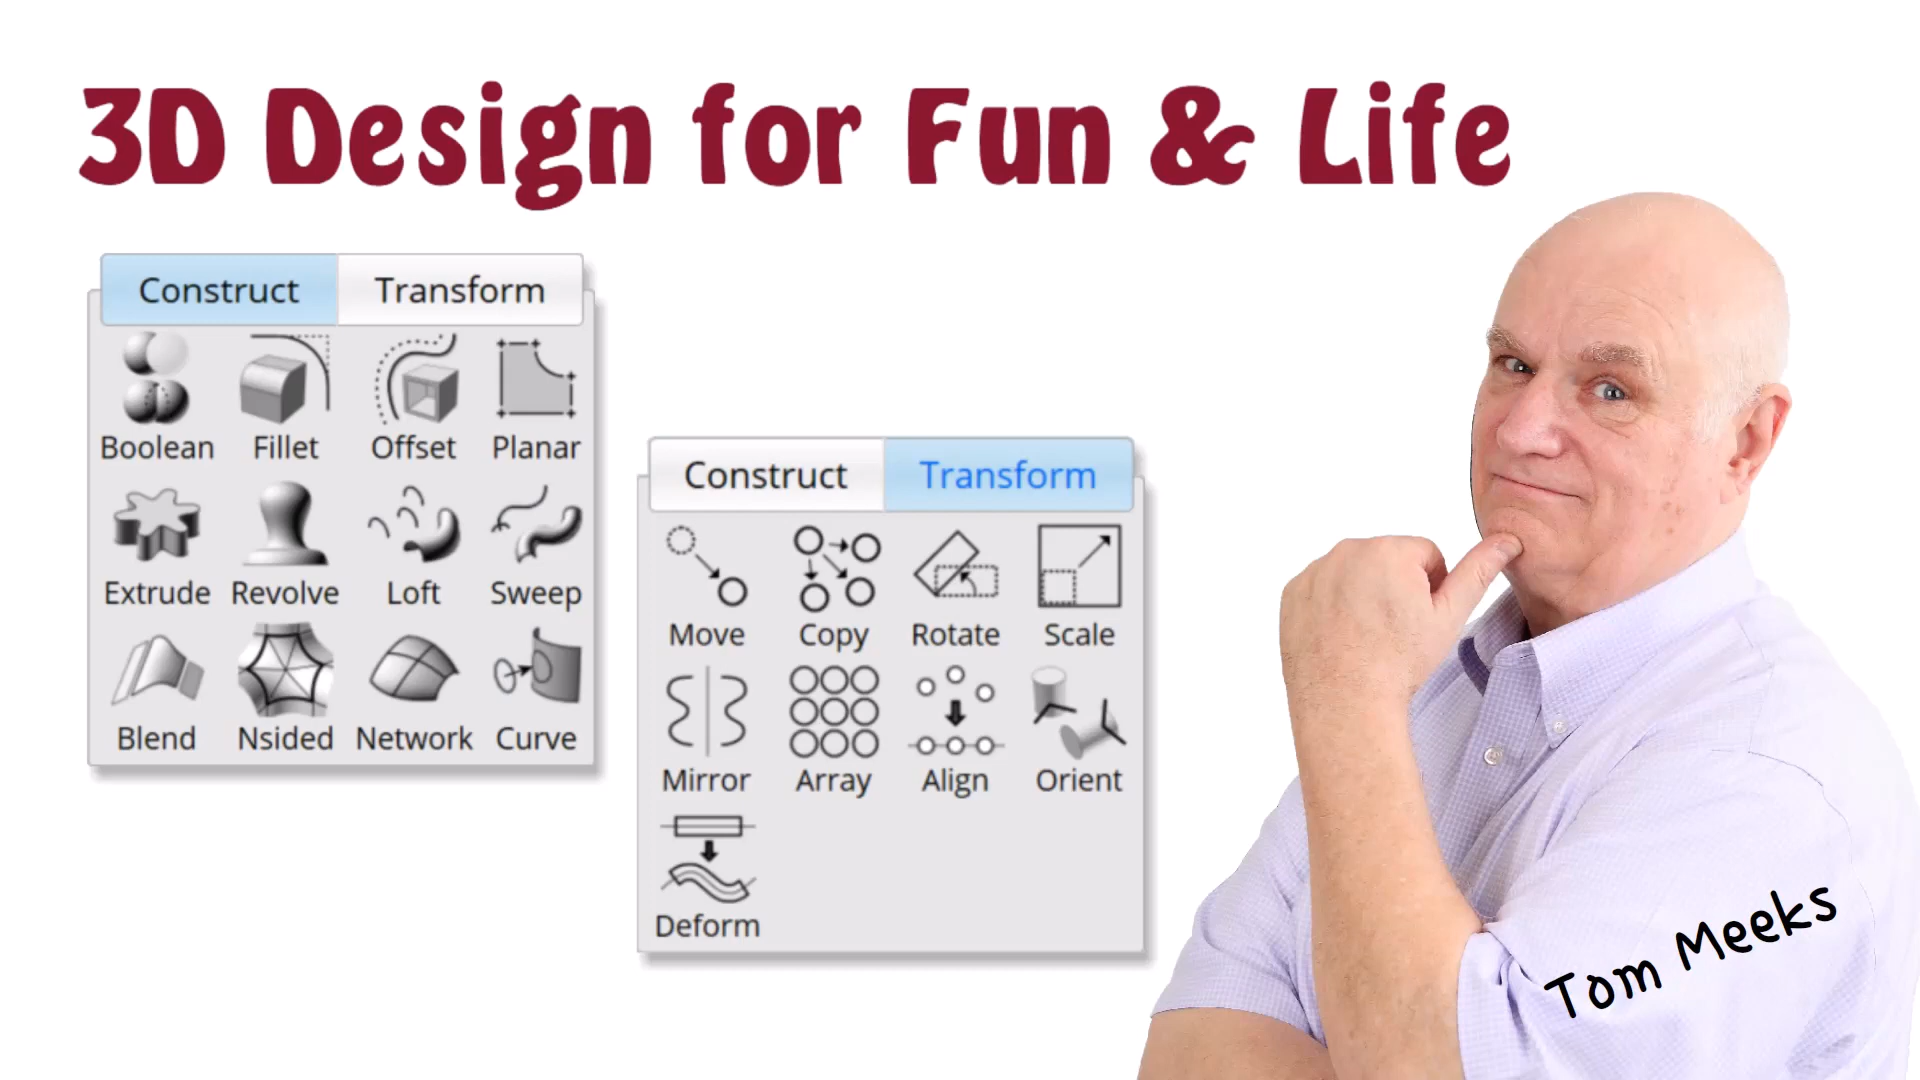 3D Design for Fun & Life
Construct Transform
Boolean Fillet Offset Planar
Extrude Revolve Loft Sweep
Blend Nsided Network Curve
Construct Transform
Move Copy Rotate Scale
Mirror Array Align Orient
Deform
Tom Meeks